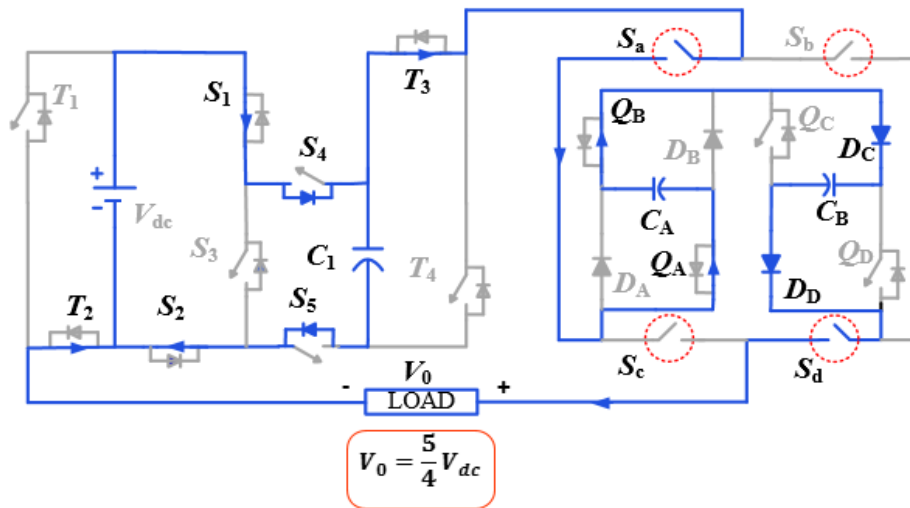 Sa
Sb
T1
S1
T3
S4
QB
DB
QC
DC
+
-
Vdc
CA
CB
S3
C1
T4
DA
QA
DD
QD
T2
S2
S5
Sc
Sd
V0
- LOAD +
V0 = 5/4 Vdc